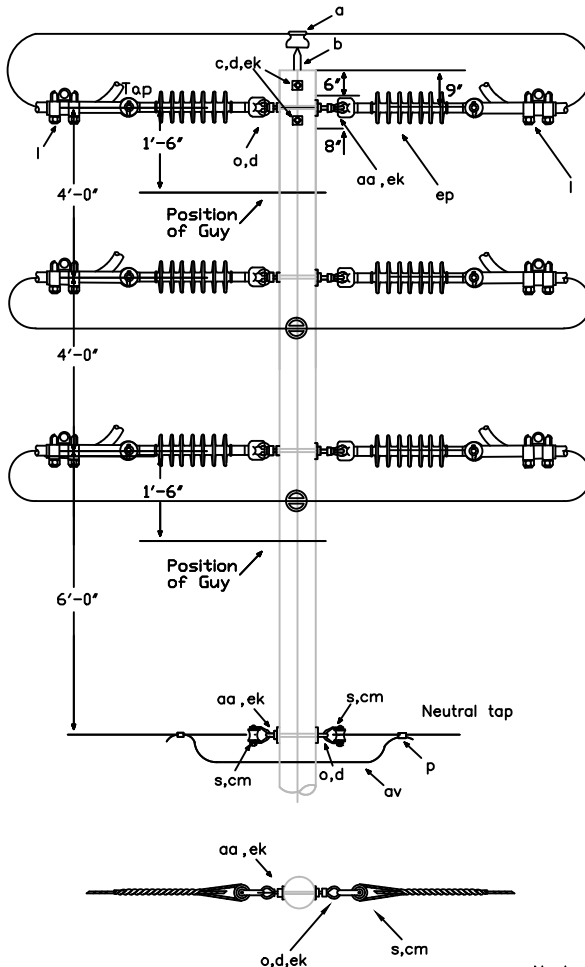 a
b
c,d,ek
Tap
6"
9"
l
1'-6"
o,d
8"
aa,ek
ep
l
4'-0"
Position
of Guy
4'-0"
1'-6"
Position
of Guy
6'-0"
aa,ek
s,cm
Neutral tap
s,cm
o,d
p
av
aa,ek
o,d,ek
s,cm